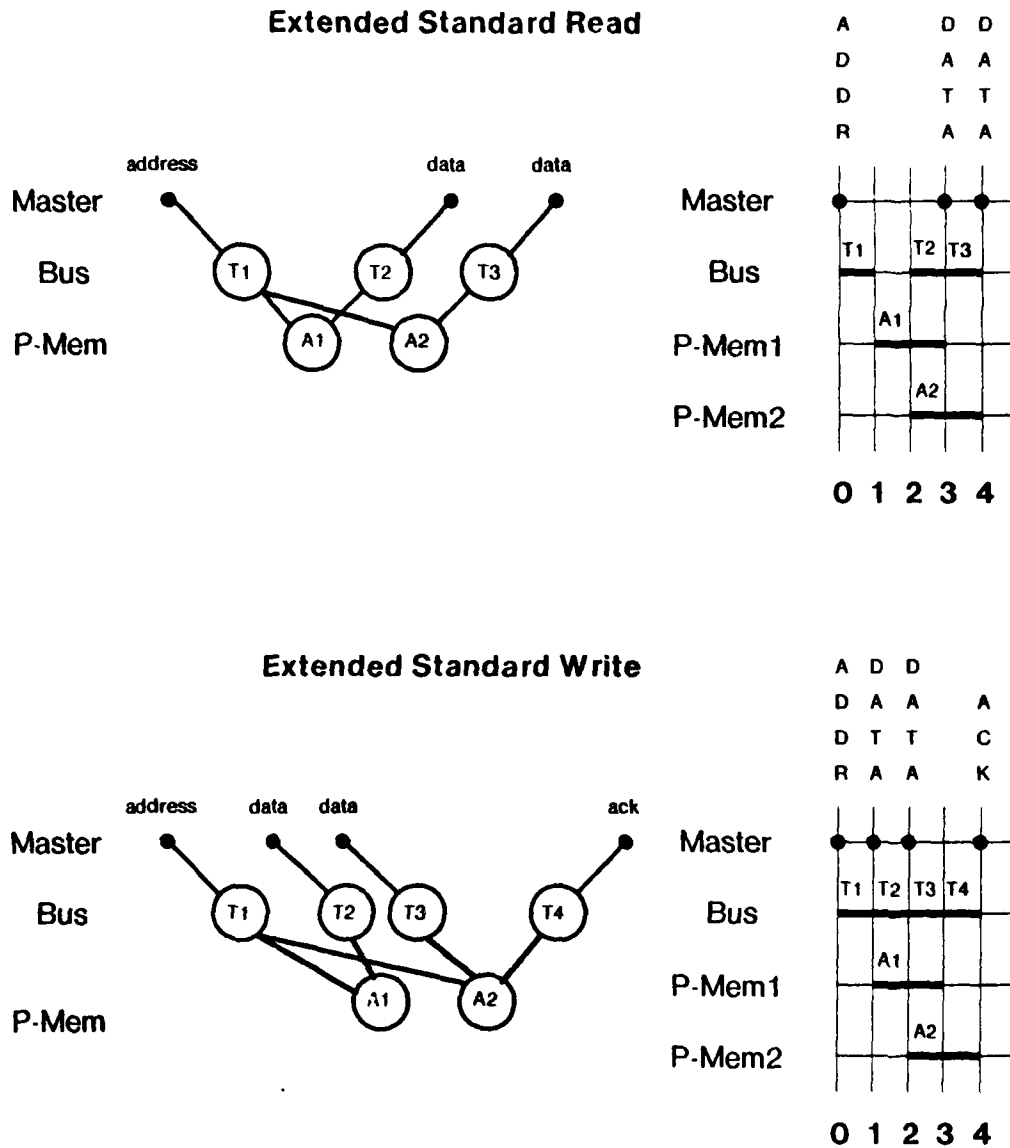 Extended Standard Read
A D D
D A A
D T T
R A A
address data data
Master Master
T1 T2 T3
Bus T1 T2 T3 Bus
A1
P-Mem A1 A2 P-Mem1
A2
P-Mem2
0 1 2 3 4
Extended Standard Write
A D D
D A A A
D T T C
R A A K
address data data ack
Master Master
T1 T2 T3 T4
Bus T1 T2 T3 T4 Bus
A1
P-Mem1
A1 A2
P-Mem
A2
P-Mem2
0 1 2 3 4